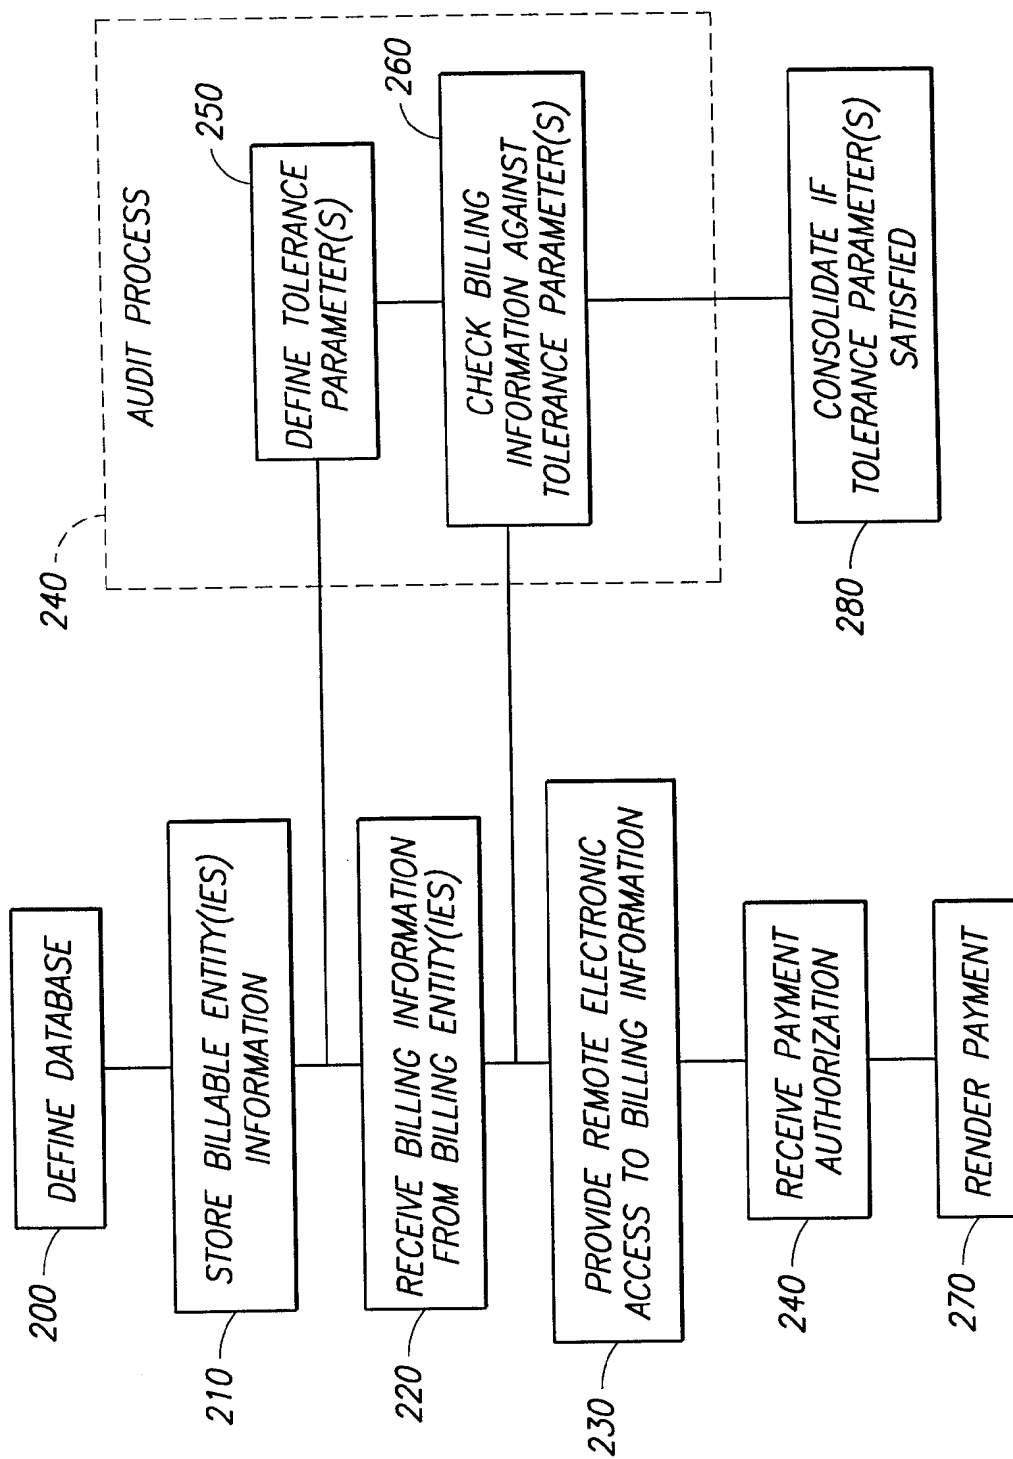 200
DEFINE DATABASE
210
STORE BILLABLE ENTITY(IES)
INFORMATION
220
RECEIVE BILLING INFORMATION
FROM BILLING ENTITY(IES)
230
PROVIDE REMOTE ELECTRONIC
ACCESS TO BILLING INFORMATION
240
RECEIVE PAYMENT
AUTHORIZATION
270
RENDER PAYMENT
240
AUDIT PROCESS
250
DEFINE TOLERANCE
PARAMETER(S)
260
CHECK BILLING
INFORMATION AGAINST
TOLERANCE PARAMETER(S)
280
CONSOLIDATE IF
TOLERANCE PARAMETER(S)
SATISFIED